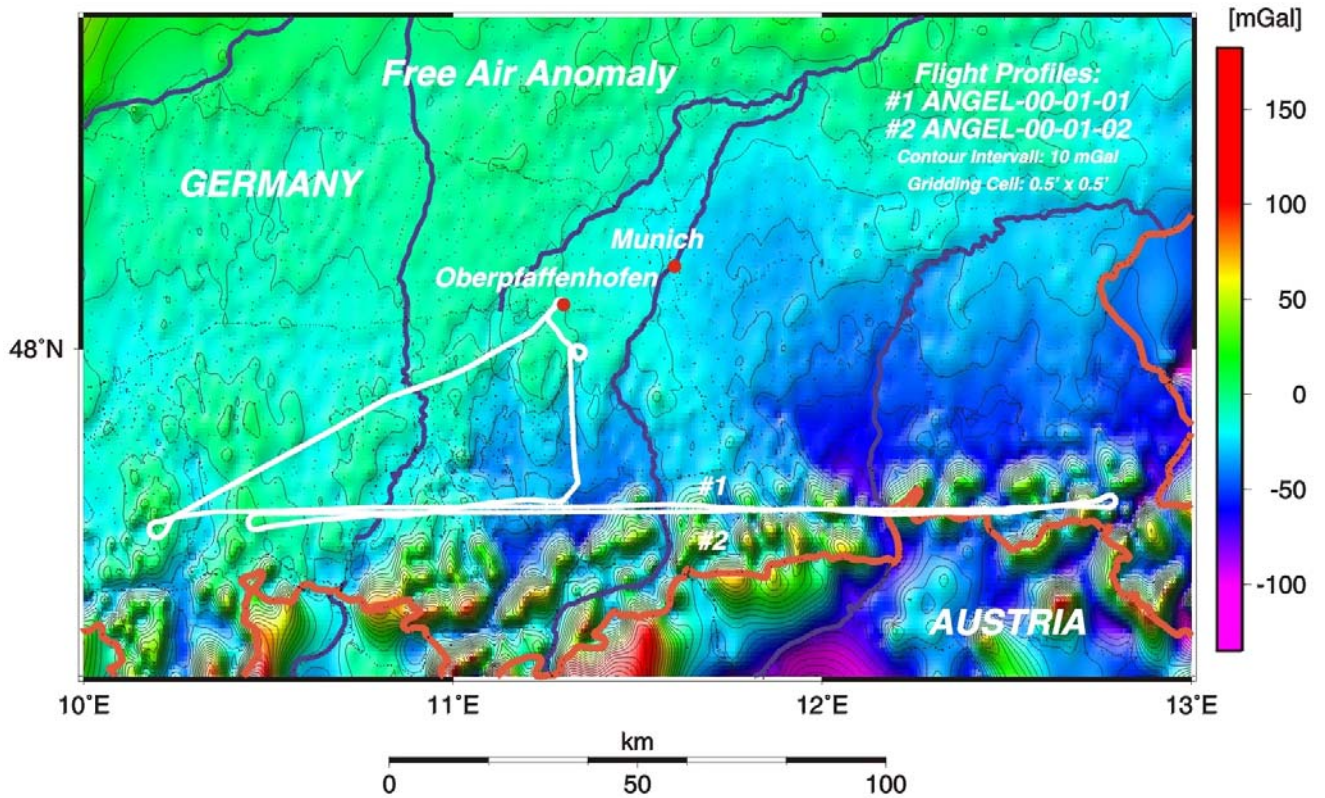 [mGal]
Free Air Anomaly
Flight Profiles:
#1 ANGEL-00-01-01
#2 ANGEL-00-01-02
Contour Intervall: 10 mGal
Gridding Cell: 0.5' x 0.5'
GERMANY
Munich
Oberpfaffenhofen
48°N
#1
#2
AUSTRIA
150
100
50
0
-50
-100
10°E
11°E
12°E
13°E
km
0
50
100